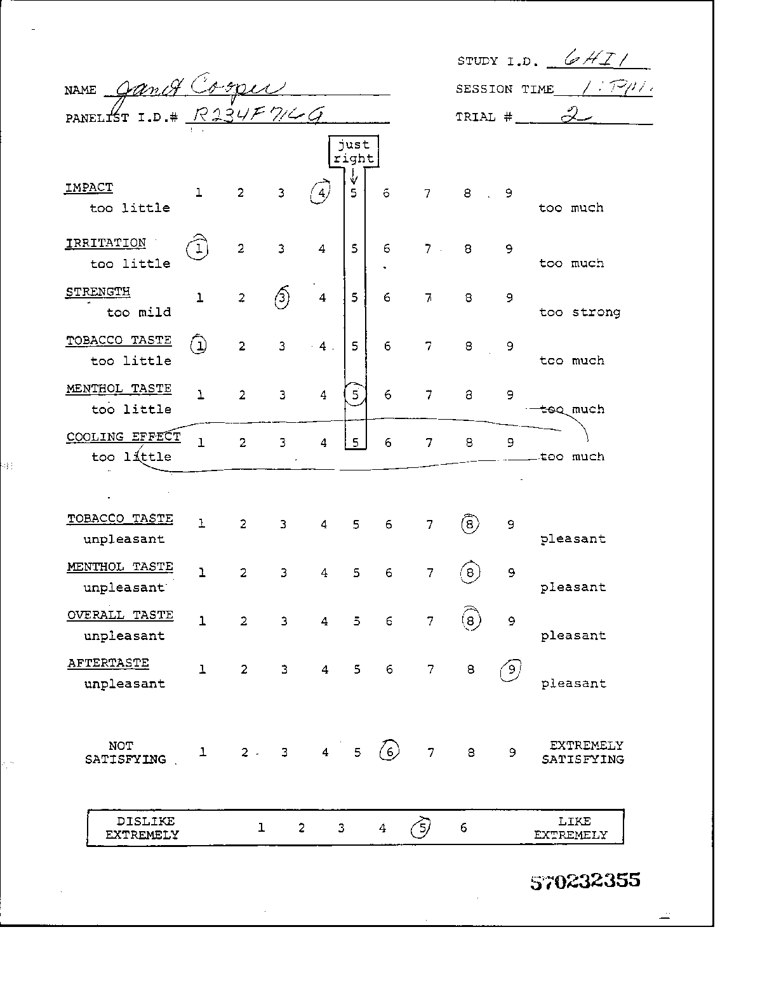 STUDY I.D. GHI1
NAME Janet Cooper SESSION TIME 1:PM.
PANELIST I.D.# R234F716G TRIAL # 2
just
right
IMPACT 1 2 3 4 5 6 7 8 9
too little too much
IRRITATION 1 2 3 4 5 6 7 8 9
too little too much
STRENGTH 1 2 3 4 5 6 7 8 9
too mild too strong
TOBACCO TASTE 1 2 3 4 5 6 7 8 9
too little too much
MENTHOL TASTE 1 2 3 4 5 6 7 8 9
too little too much
COOLING EFFECT 1 2 3 4 5 6 7 8 9
too little too much
TOBACCO TASTE 1 2 3 4 5 6 7 8 9
unpleasant pleasant
MENTHOL TASTE 1 2 3 4 5 6 7 8 9
unpleasant pleasant
OVERALL TASTE 1 2 3 4 5 6 7 8 9
unpleasant pleasant
AFTERTASTE 1 2 3 4 5 6 7 8 9
unpleasant pleasant
NOT EXTREMELY
SATISFYING 1 2 3 4 5 6 7 8 9 SATISFYING
DISLIKE LIKE
EXTREMELY 1 2 3 4 5 6 EXTREMELY
570232355